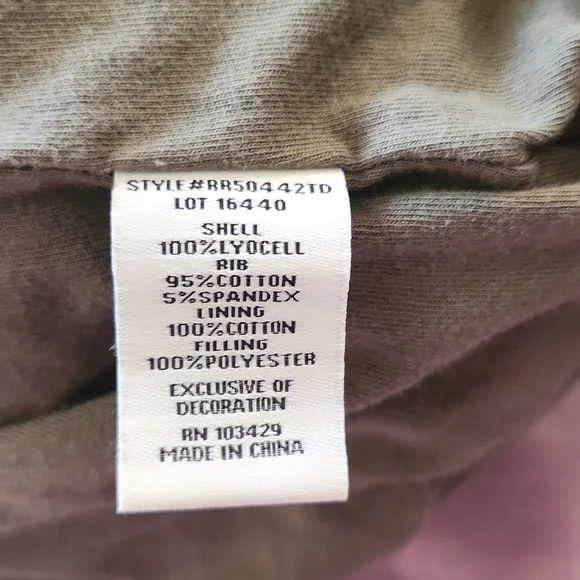 STYLE#RR50442TD
LOT 16440
SHELL
100%LYOCELL
RIB
95%COTTON
5%SPANDEX
LINING
100%COTTON
FILLING
100%POLYESTER
EXCLUSIVE OF
DECORATION
RN 103429
MADE IN CHINA